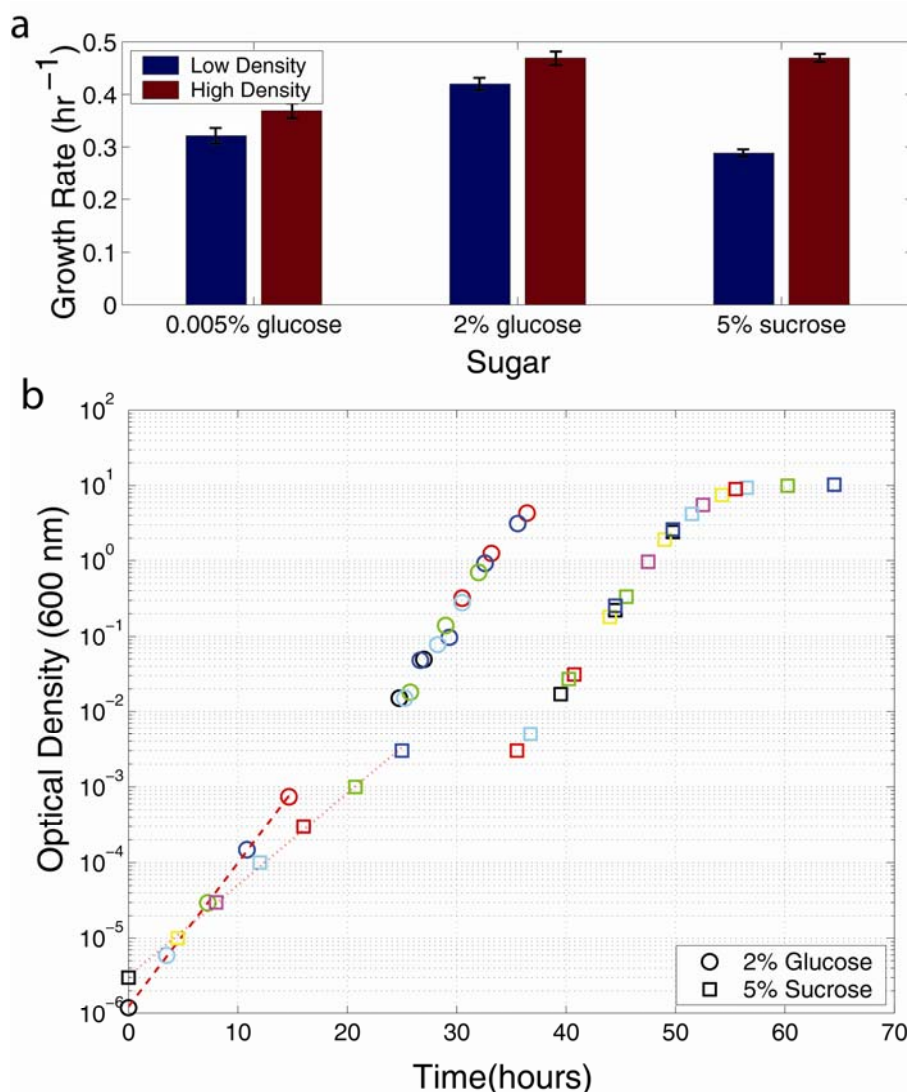 a
Growth Rate (hr⁻¹)
0.5
0.4
0.3
0.2
0.1
0
Low Density
High Density
0.005% glucose
2% glucose
5% sucrose
Sugar
b
Optical Density (600 nm)
10²
10¹
10⁰
10⁻¹
10⁻²
10⁻³
10⁻⁴
10⁻⁵
10⁻⁶
2% Glucose
5% Sucrose
0 10 20 30 40 50 60 70
Time(hours)